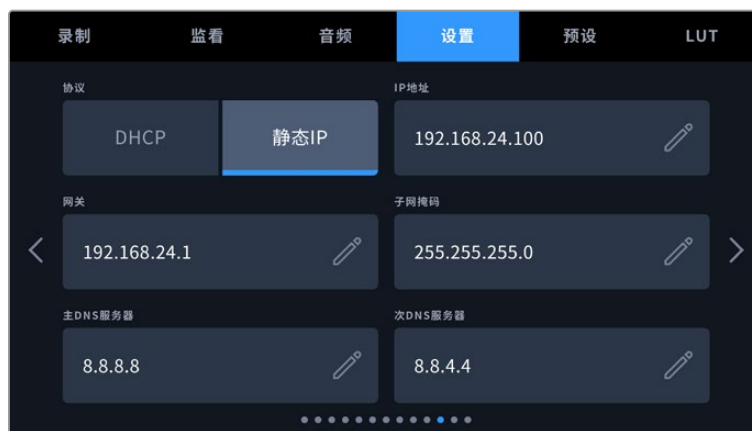 录制 监看 音频 设置 预设 LUT
协议 IP地址
DHCP 静态IP 192.168.24.100
网关 子网掩码
192.168.24.1 255.255.255.0
主DNS服务器 次DNS服务器
8.8.8.8 8.8.4.4